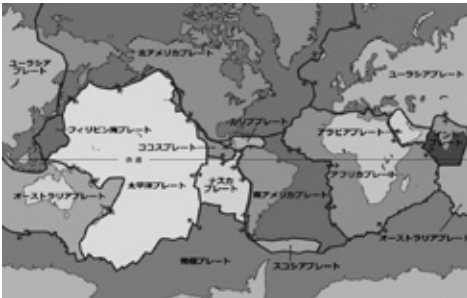 北アメリカプレート
ユーラシア
プレート
ユーラシアプレート
フィリピン海プレート
カリブプレート
アラビアプレート
インド
プレート
ココスプレート
赤道
太平洋プレート
ナスカ
プレート
南アメリカプレート
アフリカプレート
オーストラリアプレート
オーストラリアプレート
南極プレート
スコシアプレート